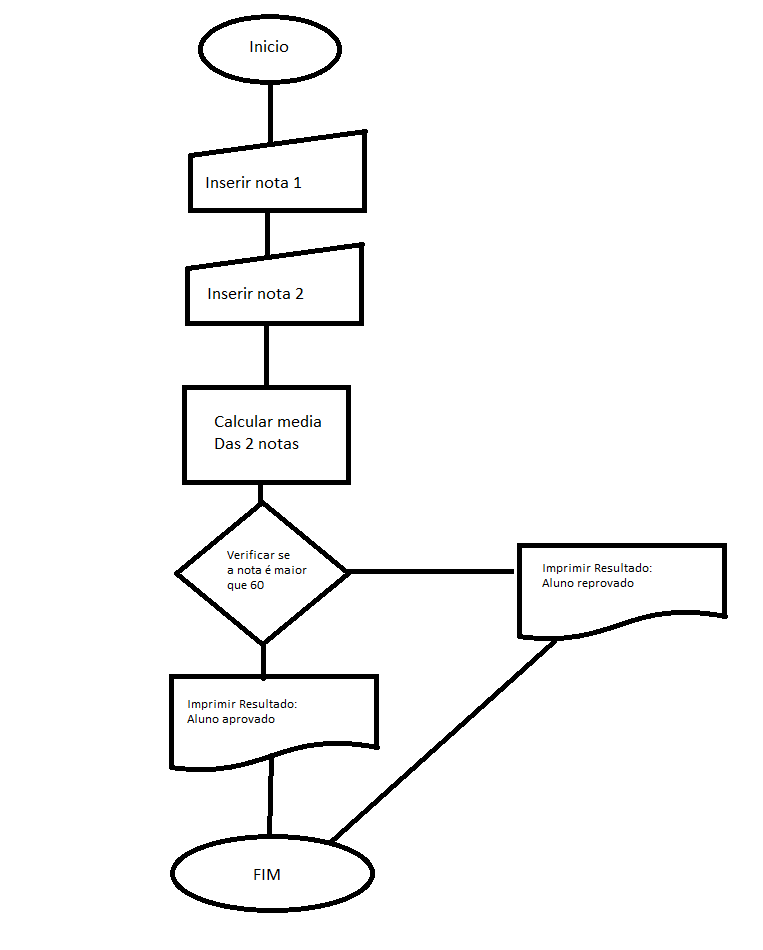 Inicio
Inserir nota 1
Inserir nota 2
Calcular media
Das 2 notas
Verificar se
a nota é maior
que 60
Imprimir Resultado:
Aluno reprovado
Imprimir Resultado:
Aluno aprovado
FIM